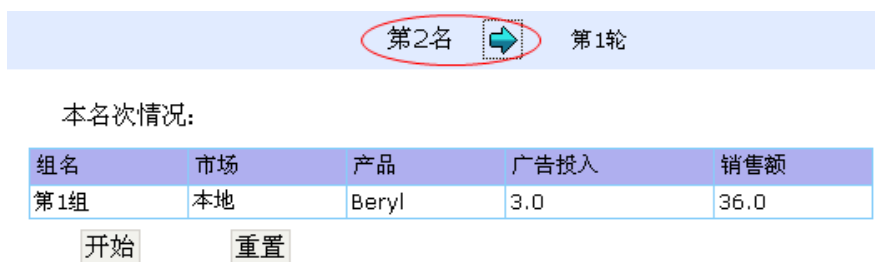 第2名 第1轮
本名次情况:
组名 市场 产品 广告投入 销售额
第1组 本地 Beryl 3.0 36.0
开始 重置